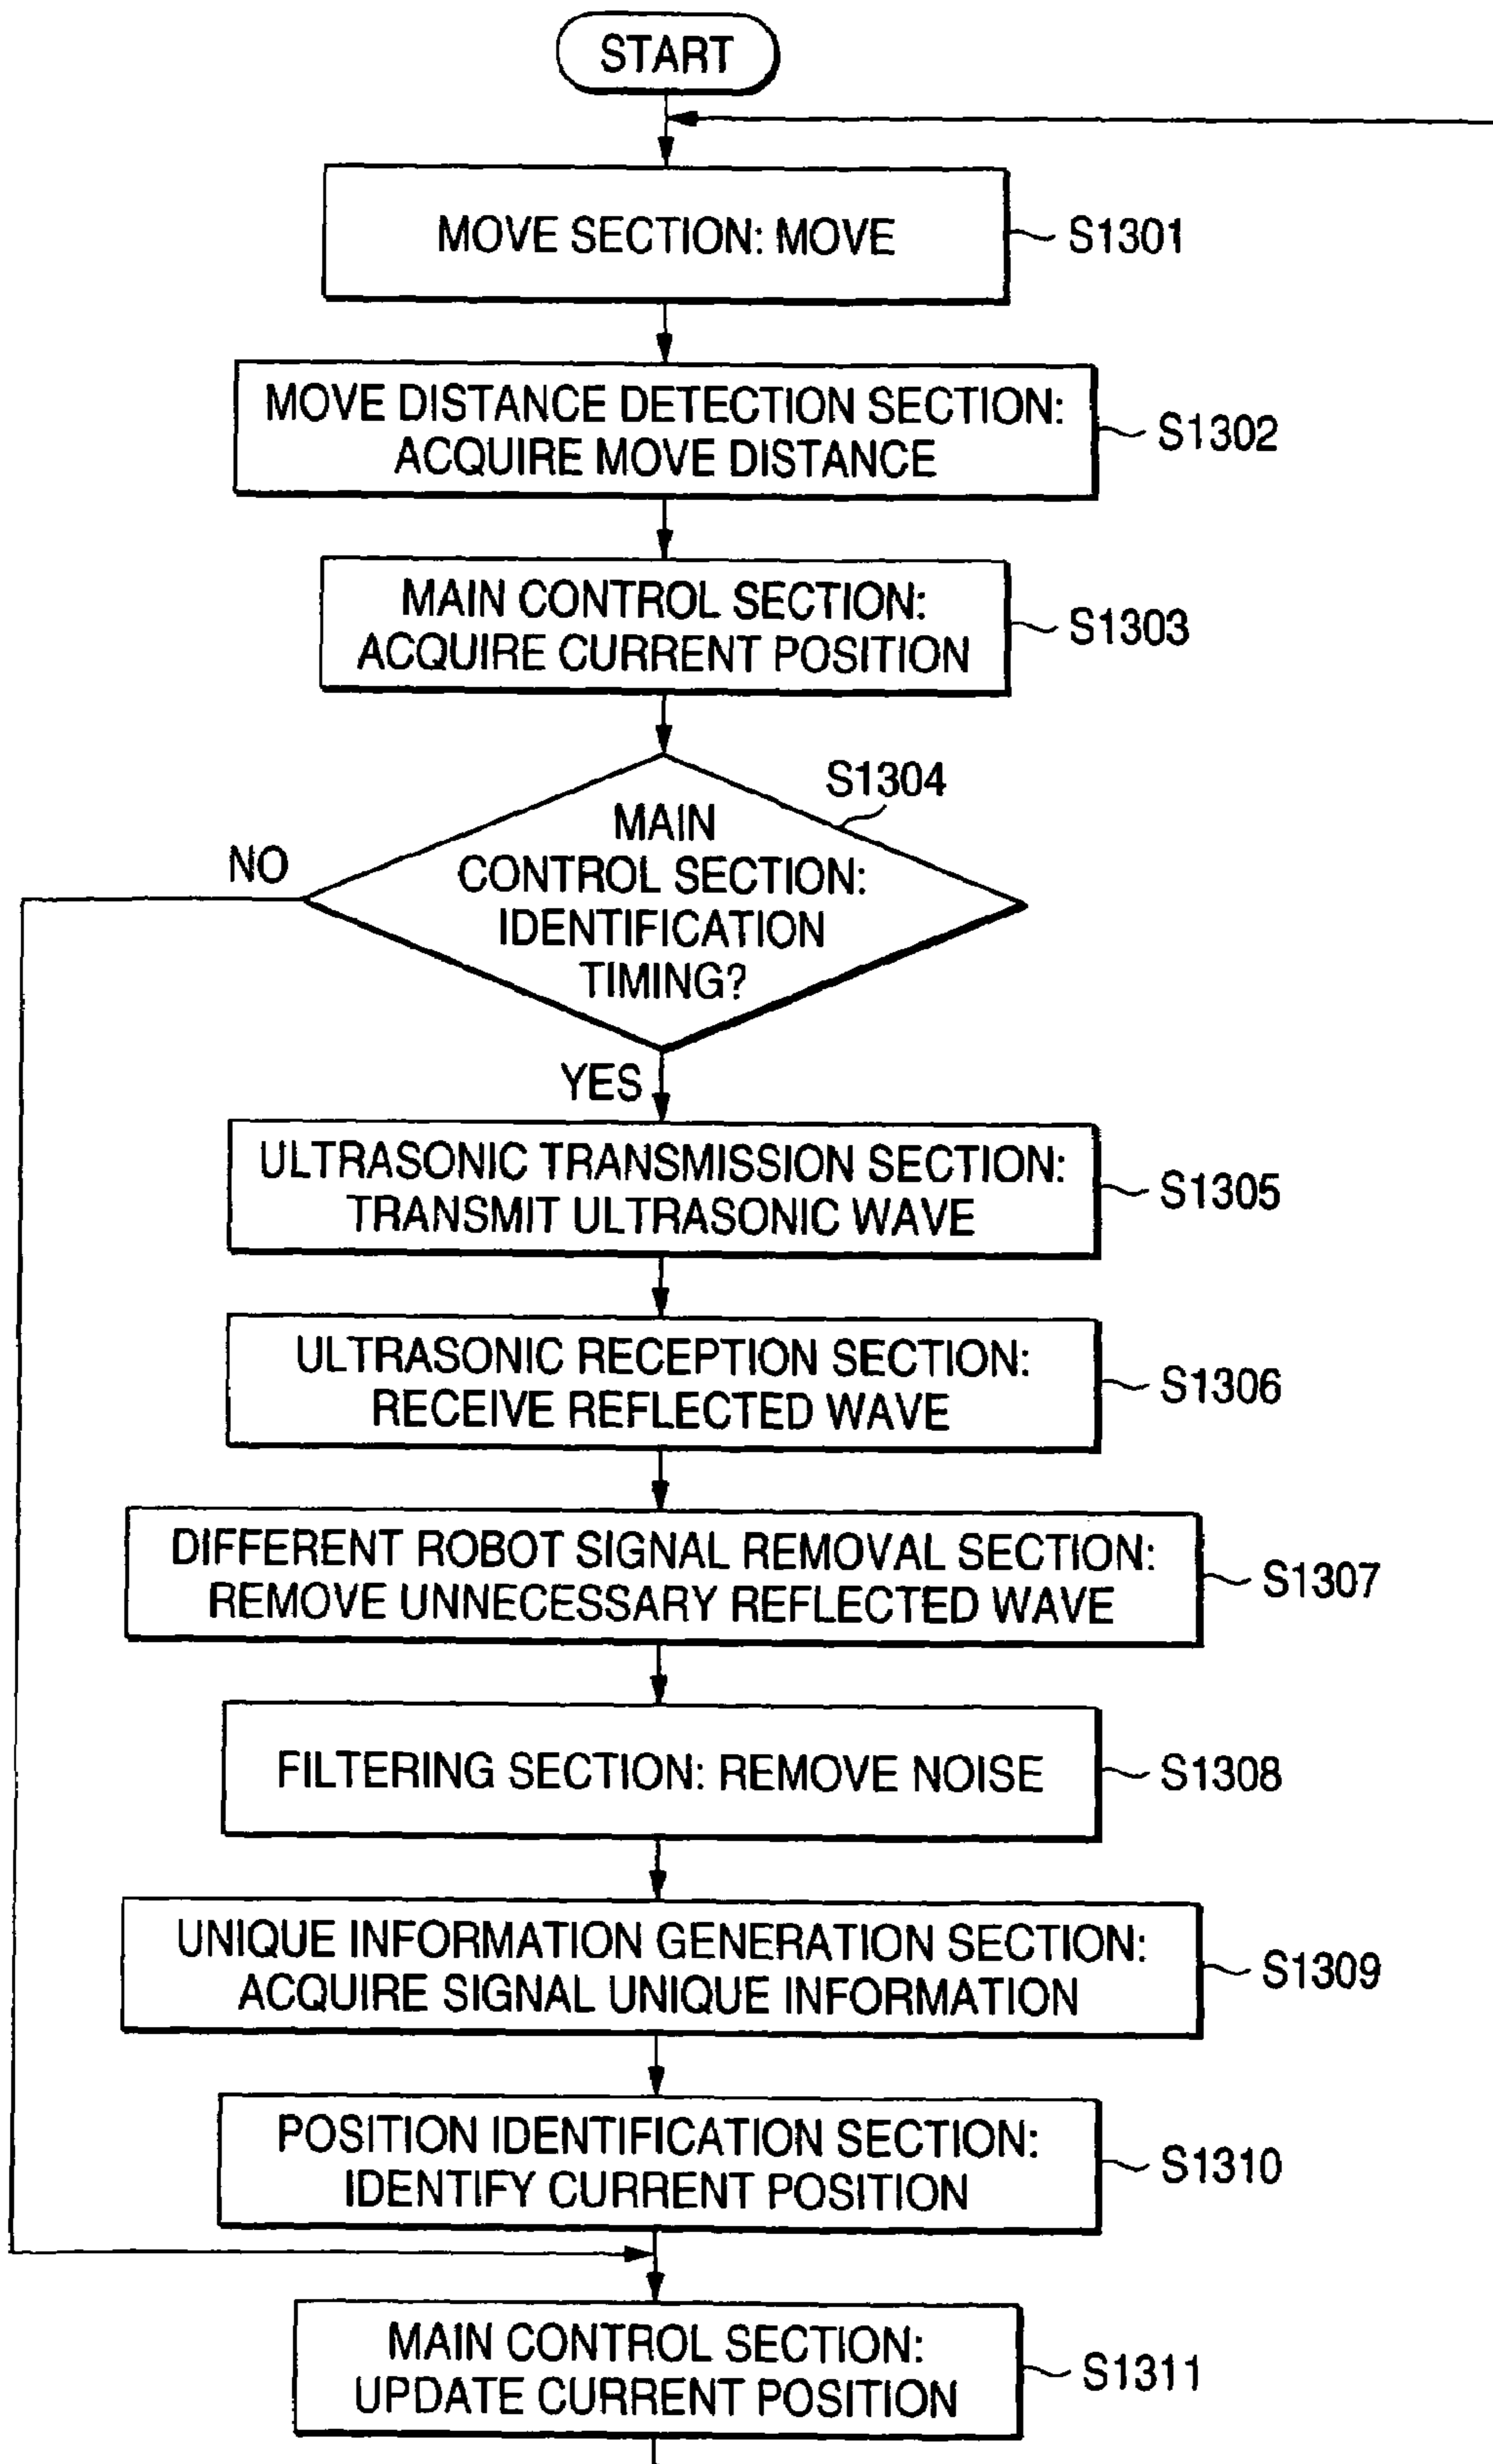 START
MOVE SECTION: MOVE
S1301
MOVE DISTANCE DETECTION SECTION:
ACQUIRE MOVE DISTANCE
S1302
MAIN CONTROL SECTION:
ACQUIRE CURRENT POSITION
S1303
S1304
MAIN
CONTROL SECTION:
IDENTIFICATION
TIMING?
NO
YES
ULTRASONIC TRANSMISSION SECTION:
TRANSMIT ULTRASONIC WAVE
S1305
ULTRASONIC RECEPTION SECTION:
RECEIVE REFLECTED WAVE
S1306
DIFFERENT ROBOT SIGNAL REMOVAL SECTION:
REMOVE UNNECESSARY REFLECTED WAVE
S1307
FILTERING SECTION: REMOVE NOISE
S1308
UNIQUE INFORMATION GENERATION SECTION:
ACQUIRE SIGNAL UNIQUE INFORMATION
S1309
POSITION IDENTIFICATION SECTION:
IDENTIFY CURRENT POSITION
S1310
MAIN CONTROL SECTION:
UPDATE CURRENT POSITION
S1311